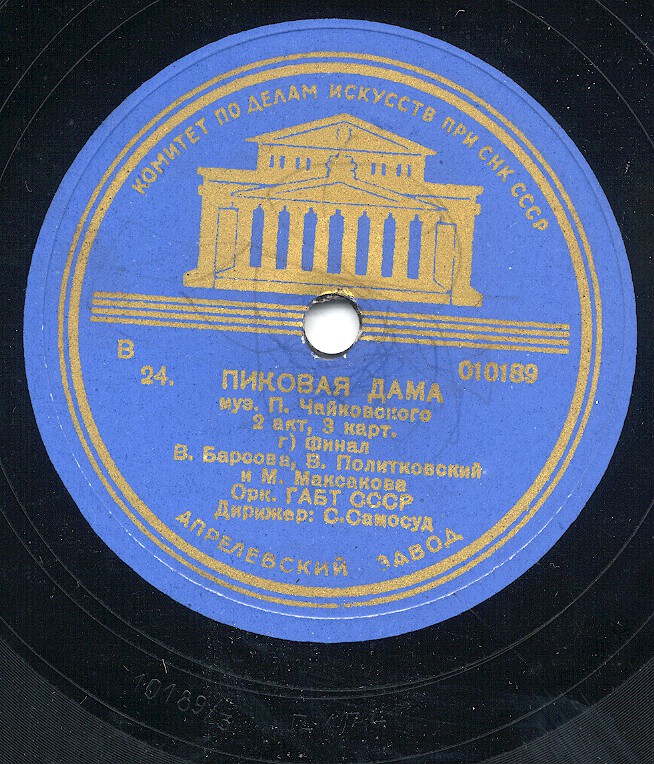 КОМИТЕТ ПО ДЕЛАМ ИСКУССТВ ПРИ СНК СССР
В
24.
010189
ПИКОВАЯ ДАМА
муз. П. Чайковского
2 акт, 3 карт.
г) Финал
В. Барсова, В. Политковский
и М. Максакова
Орк. ГАБТ СССР
Дирижер: С.Самосуд
АПРЕЛЕВСКИЙ ЗАВОД